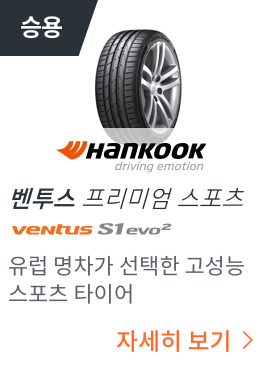 승용
HANKOOK
driving emotion
벤투스 프리미엄 스포츠
ventus S1 evo²
유럽 명차가 선택한 고성능
스포츠 타이어
자세히 보기 >